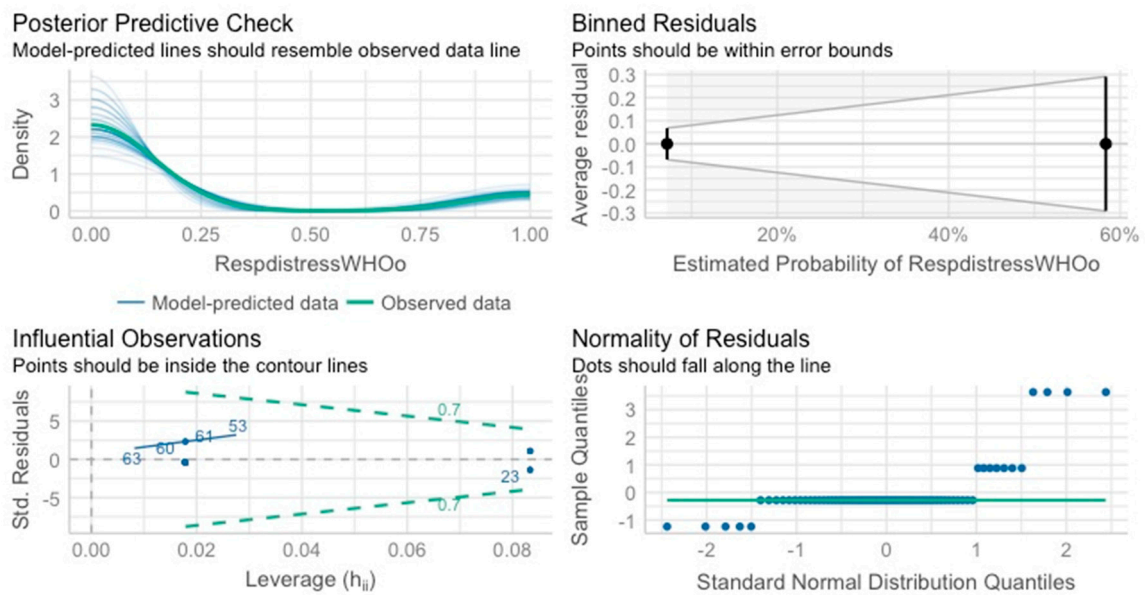 Posterior Predictive Check
Model-predicted lines should resemble observed data line
Density
3
2
1
0
0.00 0.25 0.50 0.75 1.00
RespdistressWHOo
Model-predicted data Observed data
Binned Residuals
Points should be within error bounds
Average residual
0.3
0.2
0.1
0.0
-0.1
-0.2
-0.3
20% 40% 60%
Estimated Probability of RespdistressWHOo
Influential Observations
Points should be inside the contour lines
Std. Residuals
5
0
-5
0.7
53
61
60
63
23
0.7
0.00 0.02 0.04 0.06 0.08
Leverage (hii)
Normality of Residuals
Dots should fall along the line
Sample Quantiles
3
2
1
0
-1
-2 -1 0 1 2
Standard Normal Distribution Quantiles